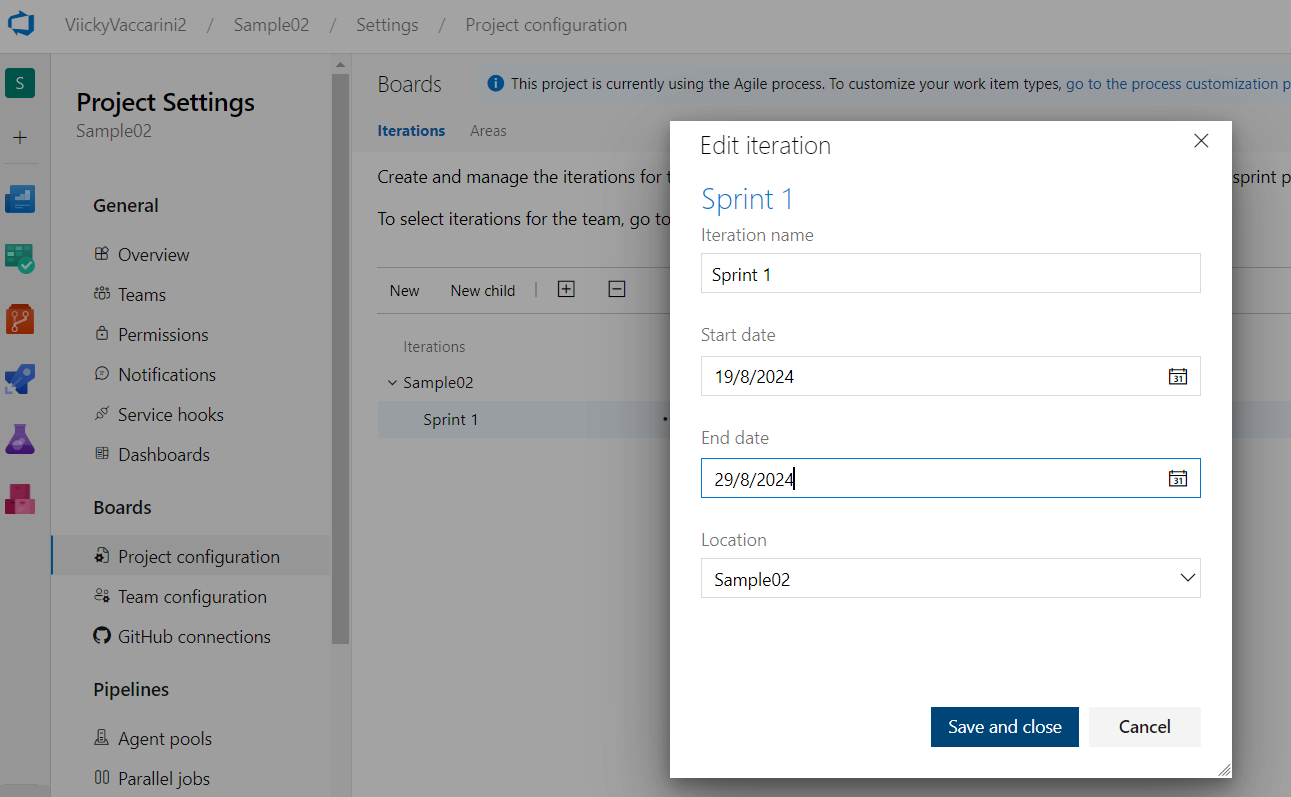 ViickyVaccarini2 / Sample02 / Settings / Project configuration
S
Project Settings
Sample02
General
Overview
Teams
Permissions
Notifications
Service hooks
Dashboards
Boards
Project configuration
Team configuration
GitHub connections
Pipelines
Agent pools
Parallel jobs
Boards
This project is currently using the Agile process. To customize your work item types, go to the process customization p
Iterations Areas
Create and manage the iterations for t
sprint p
To select iterations for the team, go to
New New child
Iterations
Sample02
Sprint 1
Edit iteration
Sprint 1
Iteration name
Sprint 1
Start date
19/8/2024
31
End date
29/8/2024
31
Location
Sample02
Save and close Cancel